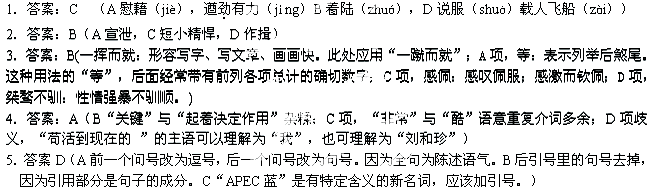 1. 答案：C （A 慰藉（jiè），遒劲有力（jìng）B 着陆（zhuó），D 说服（shuō）载人飞船（zài））
2. 答案：B（A 宣泄，C 短小精悍，D 作揖）
3. 答案：B(一挥而就：形容写字、写文章、画画快。此处应用“一蹴而就”；A项，等：表示列举后煞尾。
这种用法的“等”，后面经常带有前列各项总计的确切数字；C 项，感佩：感叹佩服；感激而钦佩；D项，
桀骜不驯：性情强暴不驯顺。)
4. 答案：A（B“关键”与“起着决定作用”杂糅；C 项，“非常”与“酷”语意重复介词多余；D 项歧
义，“苟活到现在的 ”的主语可以理解为“我”，也可理解为“刘和珍”）
5. 答案 D（A 前一个问号改为逗号，后一个问号改为句号。因为全句为陈述语气。B 后引号里的句号去掉，
因为引用部分是句子的成分。C“APEC 蓝”是有特定含义的新名词，应该加引号。）